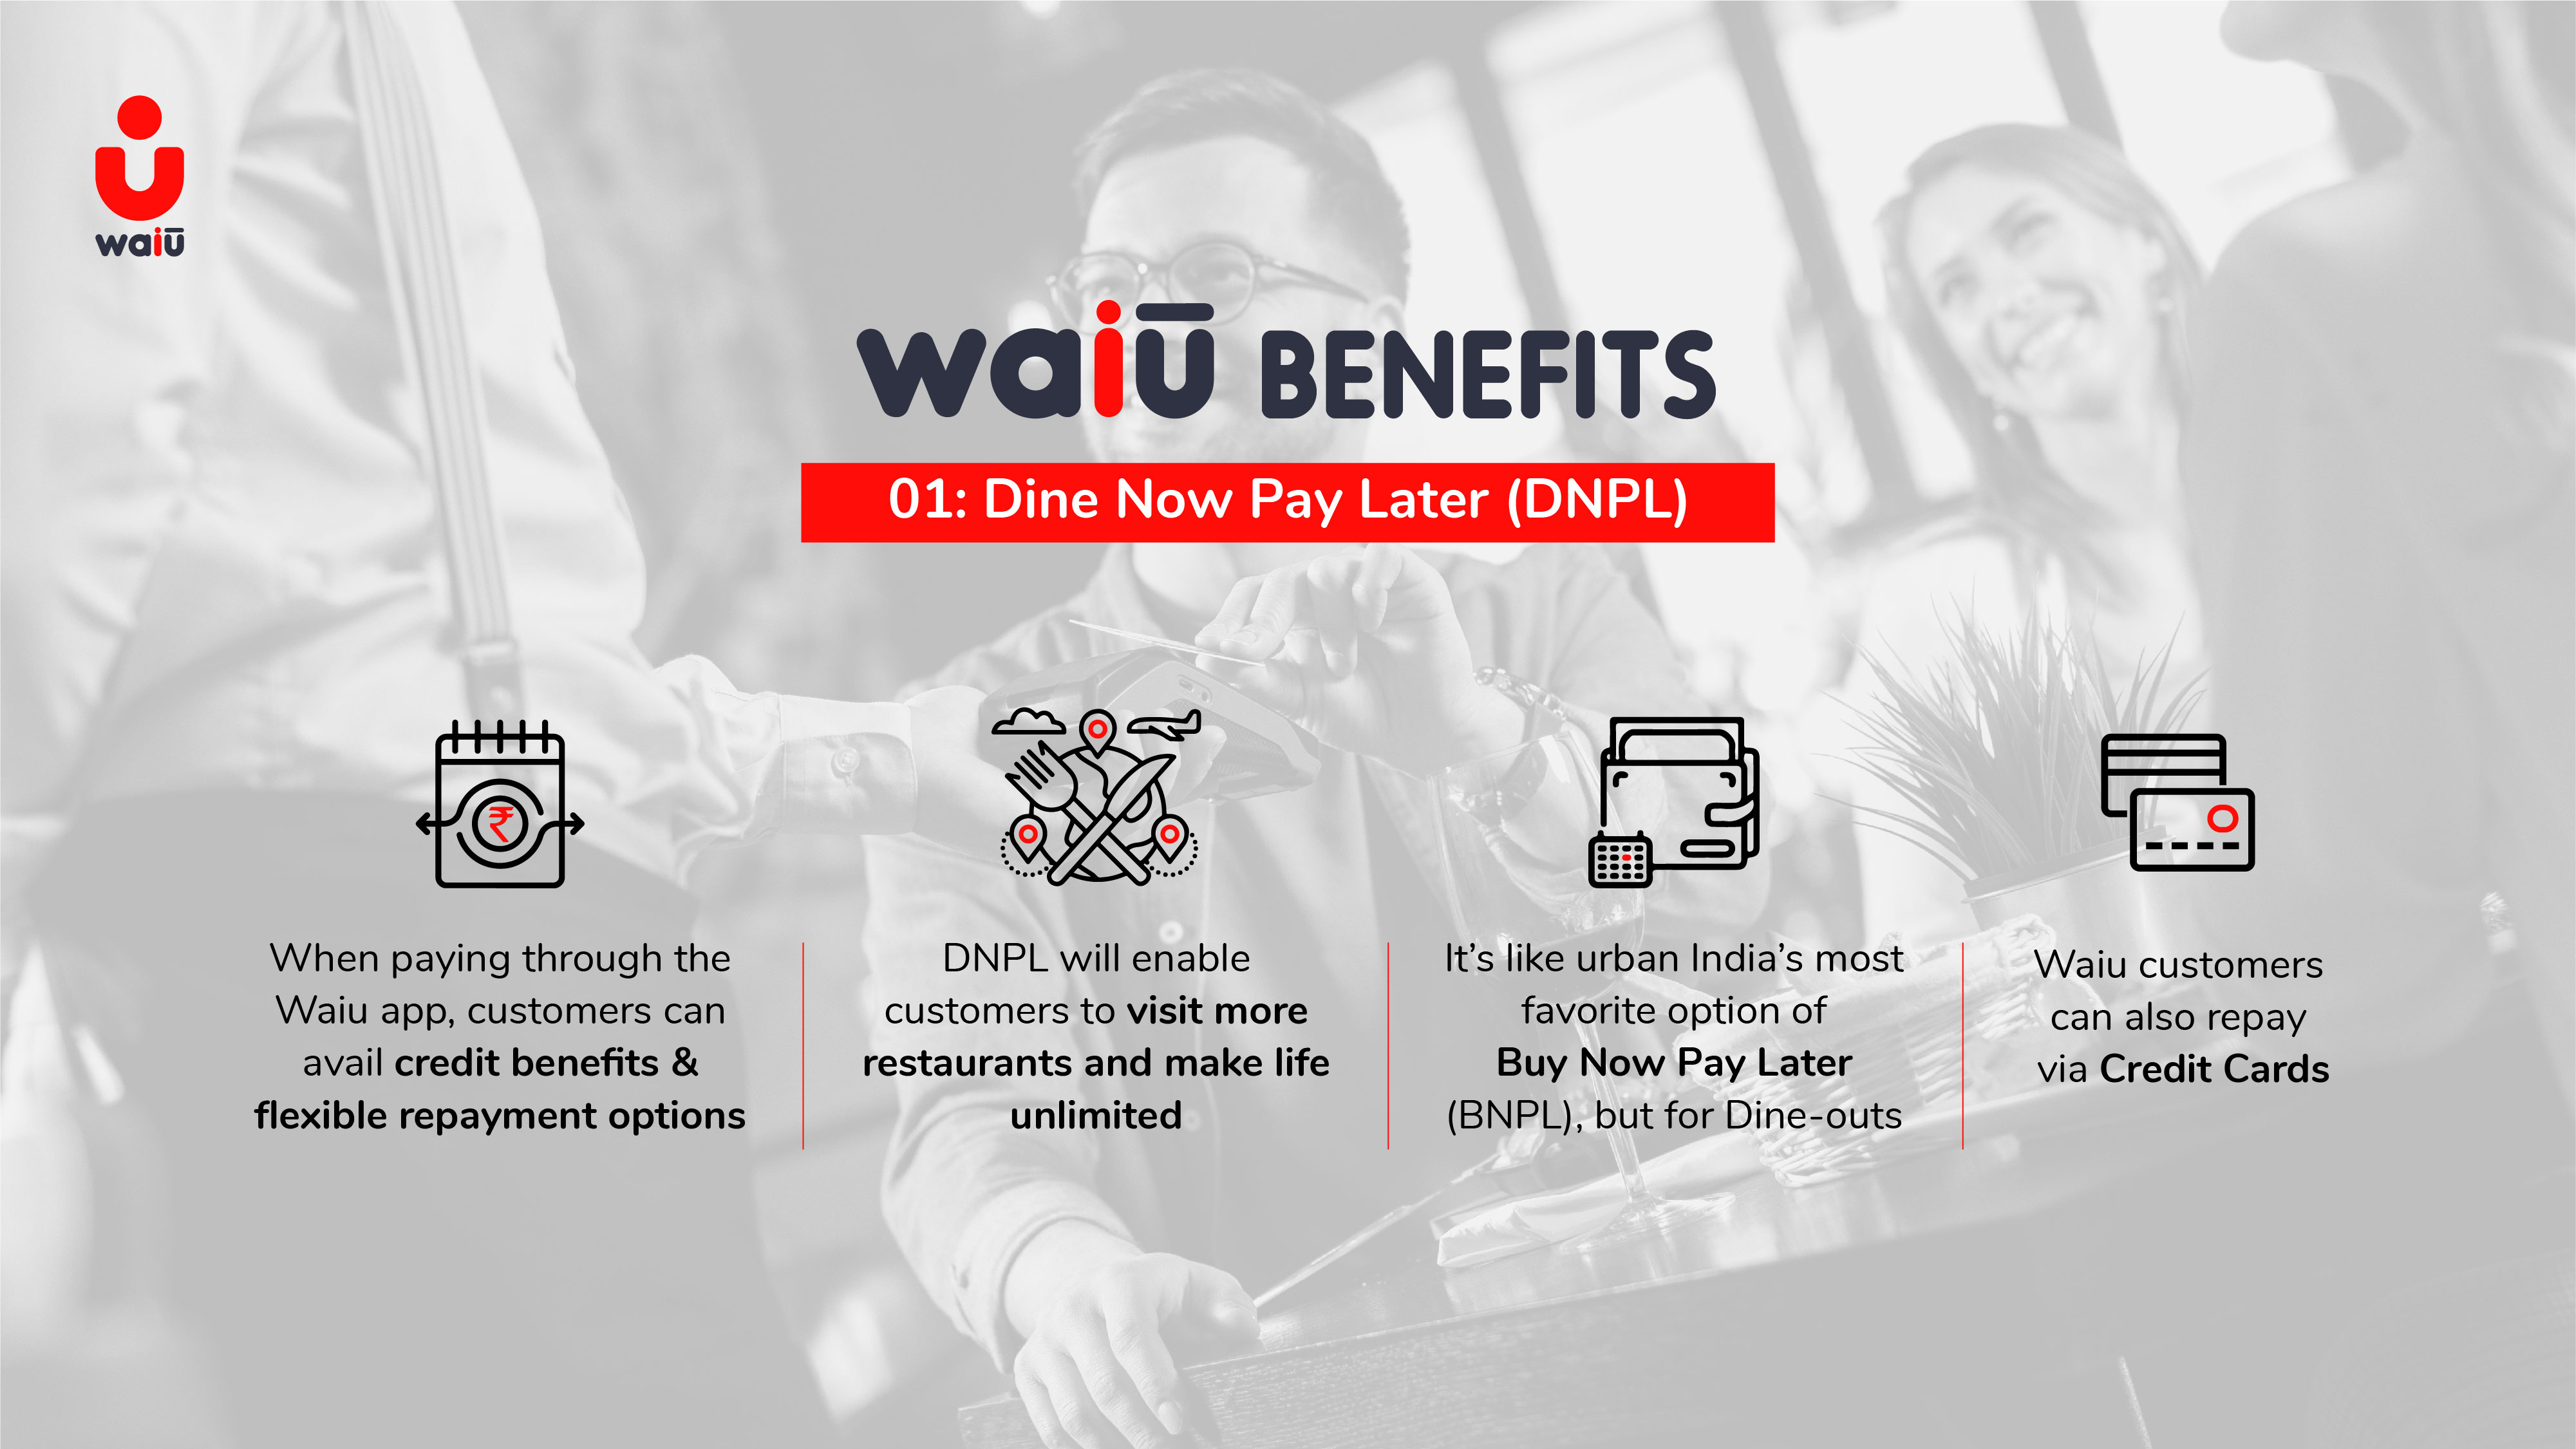 waiū
waiū BENEFITS
01: Dine Now Pay Later (DNPL)
₹
When paying through the
Waiu app, customers can
avail credit benefits &
flexible repayment options
DNPL will enable
customers to visit more
restaurants and make life
unlimited
It’s like urban India’s most
favorite option of
Buy Now Pay Later
(BNPL), but for Dine-outs
Waiu customers
can also repay
via Credit Cards